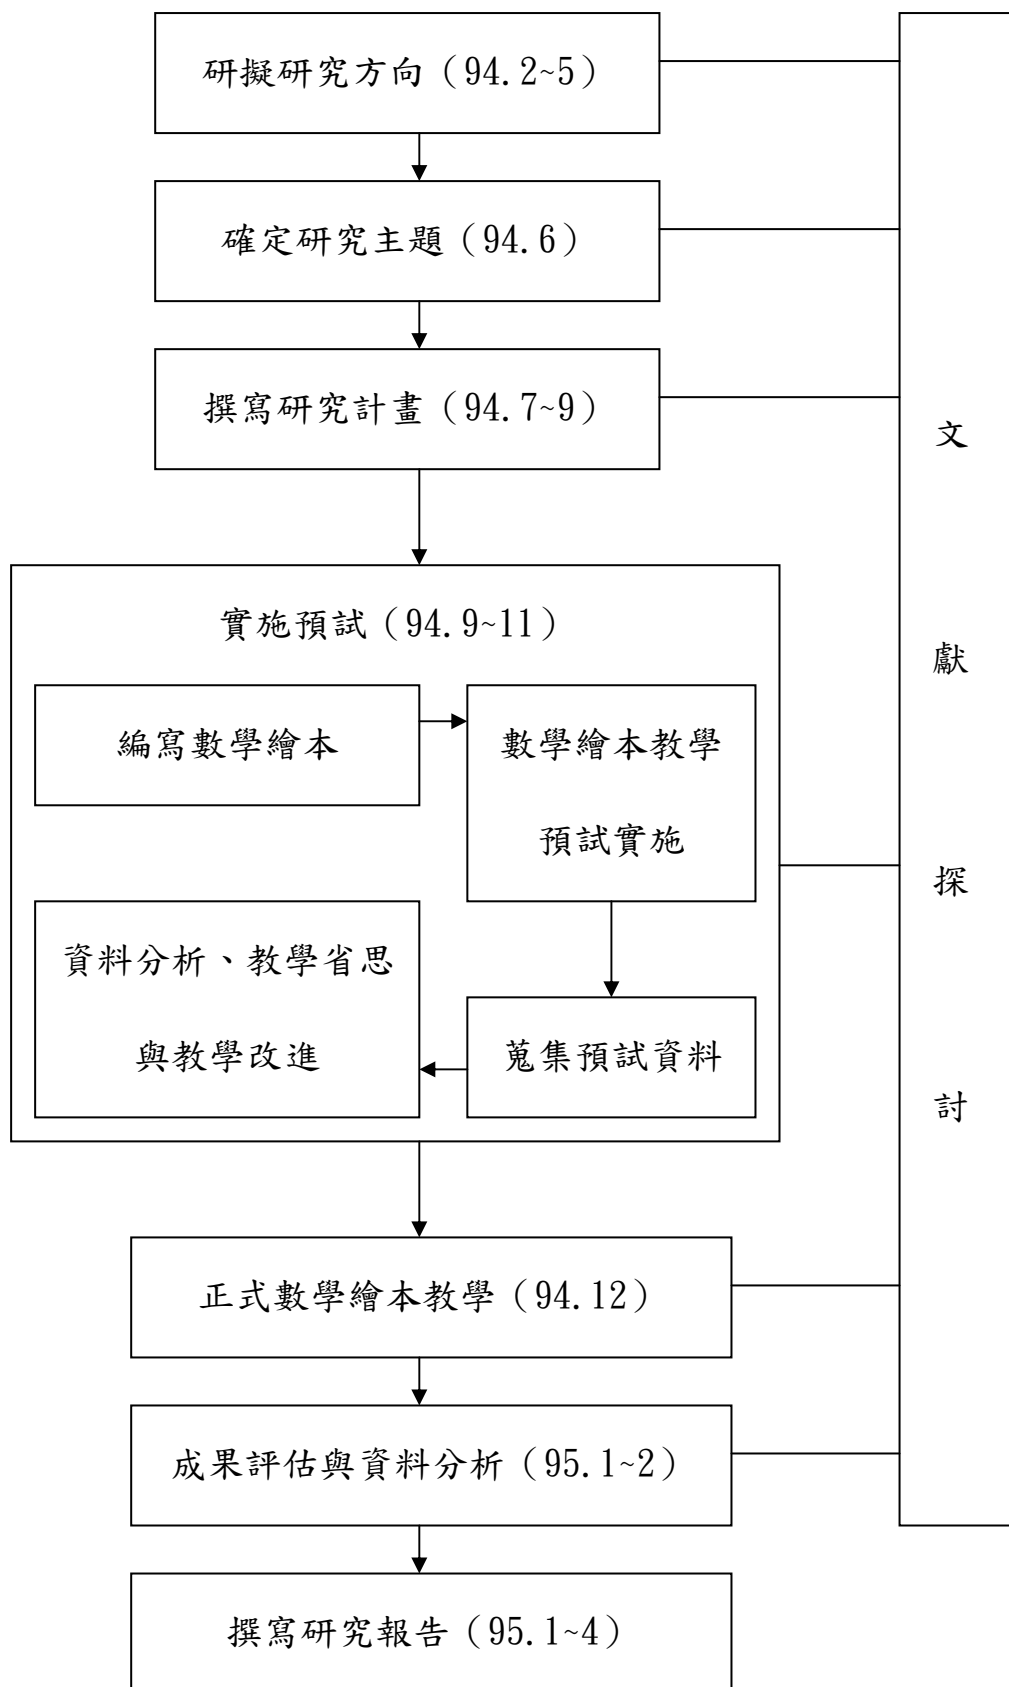 研擬研究方向（94.2~5）
確定研究主題（94.6）
撰寫研究計畫（94.7~9）
實施預試（94.9~11）
編寫數學繪本
數學繪本教學
預試實施
蒐集預試資料
資料分析、教學省思
與教學改進
正式數學繪本教學（94.12）
成果評估與資料分析（95.1~2）
撰寫研究報告（95.1~4）
文
獻
探
討